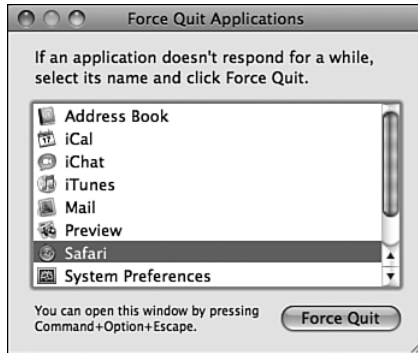 Force Quit Applications
If an application doesn't respond for a while,
select its name and click Force Quit.
Address Book
iCal
iChat
iTunes
Mail
Preview
Safari
System Preferences
You can open this window by pressing
Command+Option+Escape.
Force Quit